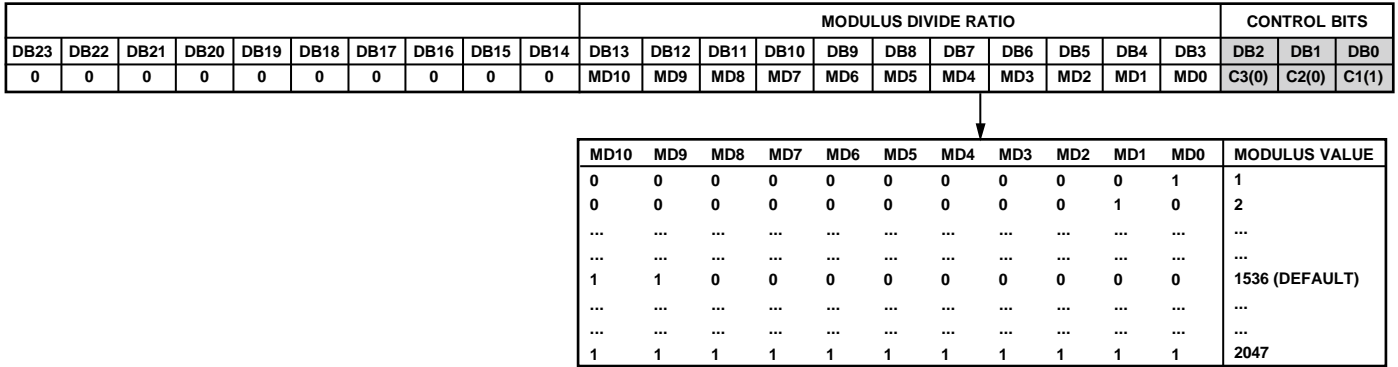 MODULUS DIVIDE RATIO CONTROL BITS
DB23 DB22 DB21 DB20 DB19 DB18 DB17 DB16 DB15 DB14 DB13 DB12 DB11 DB10 DB9 DB8 DB7 DB6 DB5 DB4 DB3 DB2 DB1 DB0
0 0 0 0 0 0 0 0 0 0 MD10 MD9 MD8 MD7 MD6 MD5 MD4 MD3 MD2 MD1 MD0 C3(0) C2(0) C1(1)
MD10 MD9 MD8 MD7 MD6 MD5 MD4 MD3 MD2 MD1 MD0 MODULUS VALUE
0 0 0 0 0 0 0 0 0 0 1 1
0 0 0 0 0 0 0 0 0 1 0 2
... ... ... ... ... ... ... ... ... ... ... ...
... ... ... ... ... ... ... ... ... ... ... ...
1 1 0 0 0 0 0 0 0 0 0 1536 (DEFAULT)
... ... ... ... ... ... ... ... ... ... ... ...
... ... ... ... ... ... ... ... ... ... ... ...
1 1 1 1 1 1 1 1 1 1 1 2047